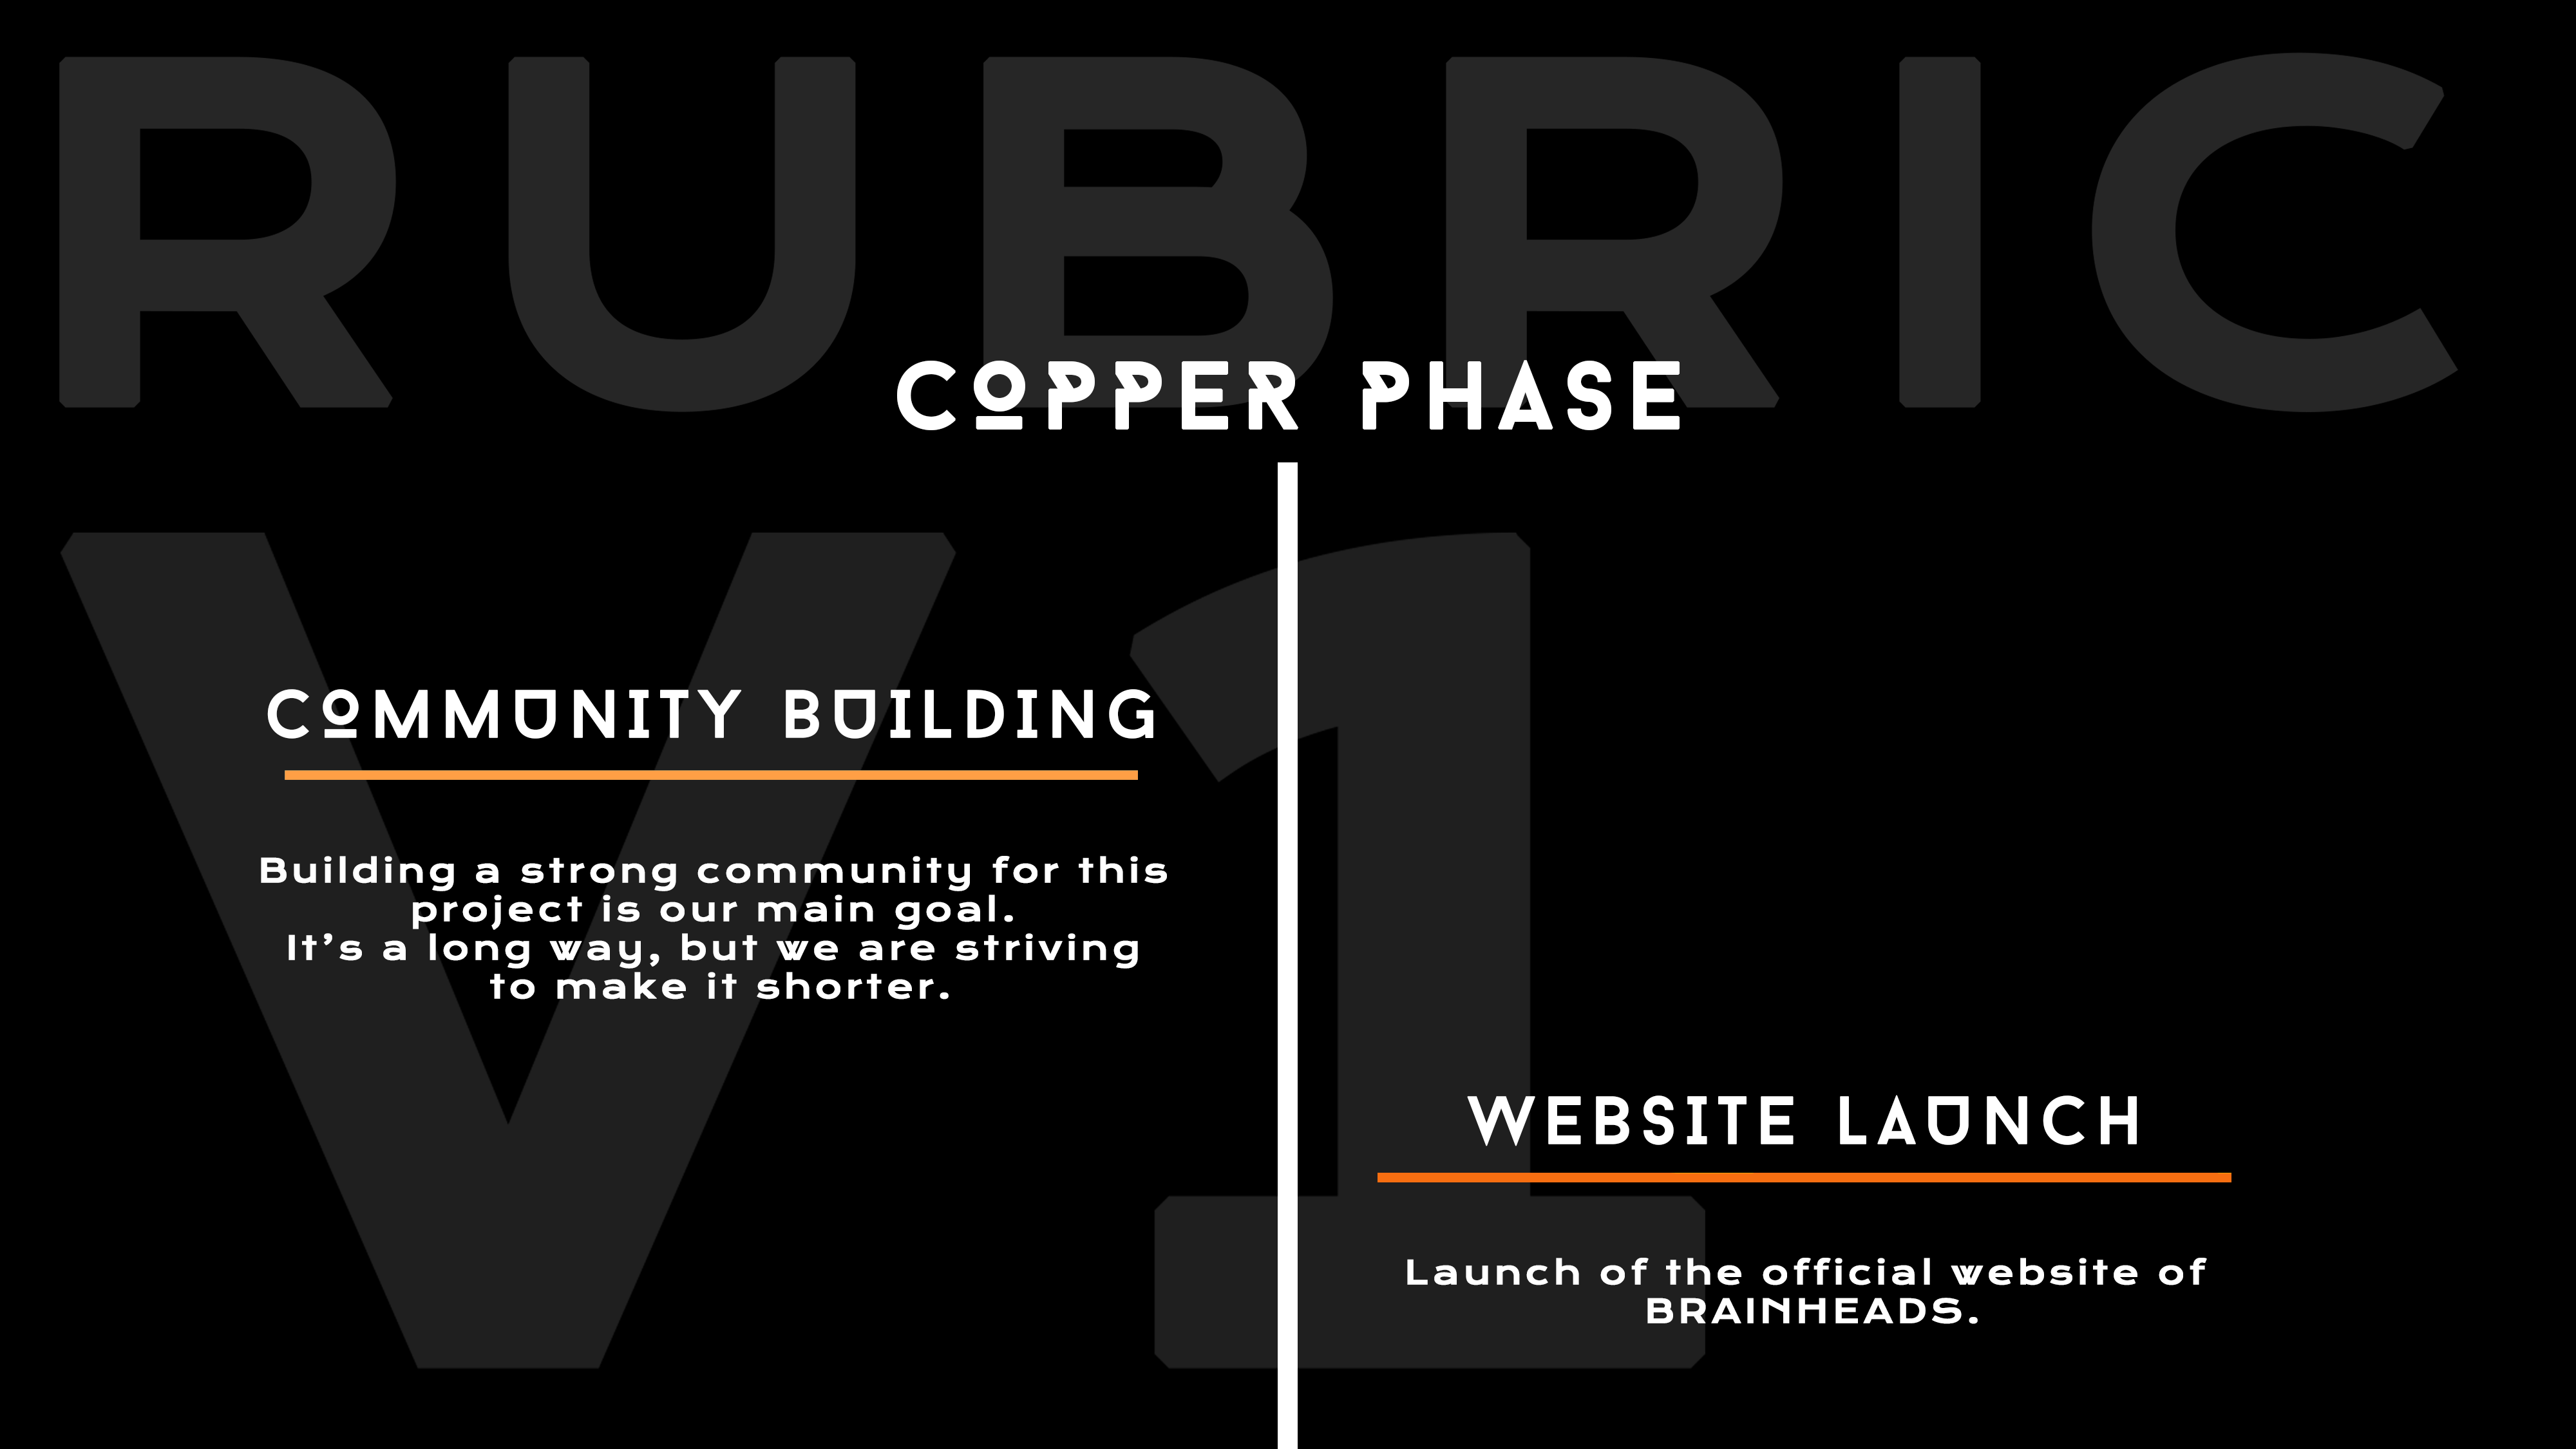 RUBRIC
COPPER PHASE
V1
COMMUNITY BUILDING
Building a strong community for this
project is our main goal.
It's a long way, but we are striving
to make it shorter.
WEBSITE LAUNCH
Launch of the official website of
BRAINHEADS.